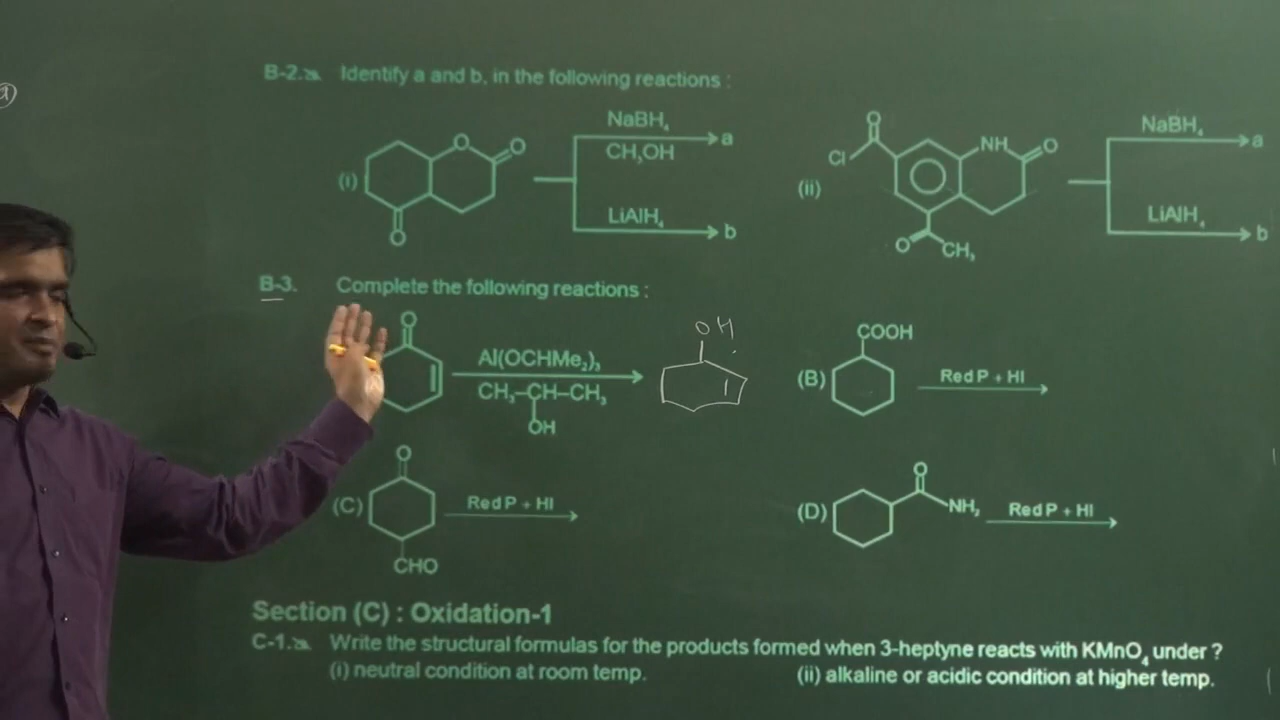 B-2. Identify a and b, in the following reactions :
(i) O O O NaBH₄ CH₃OH a LiAlH₄ b
(ii) O Cl NH O O CH₃ NaBH₄ a LiAlH₄ b
B-3. Complete the following reactions :
O Al(OCHMe₂)₃ CH₃–CH–CH₃ OH OH
(B) COOH Red P + HI
(C) O CHO Red P + HI
(D) O NH₂ Red P + HI
Section (C) : Oxidation-1
C-1. Write the structural formulas for the products formed when 3-heptyne reacts with KMnO₄ under ?
(i) neutral condition at room temp. (ii) alkaline or acidic condition at higher temp.